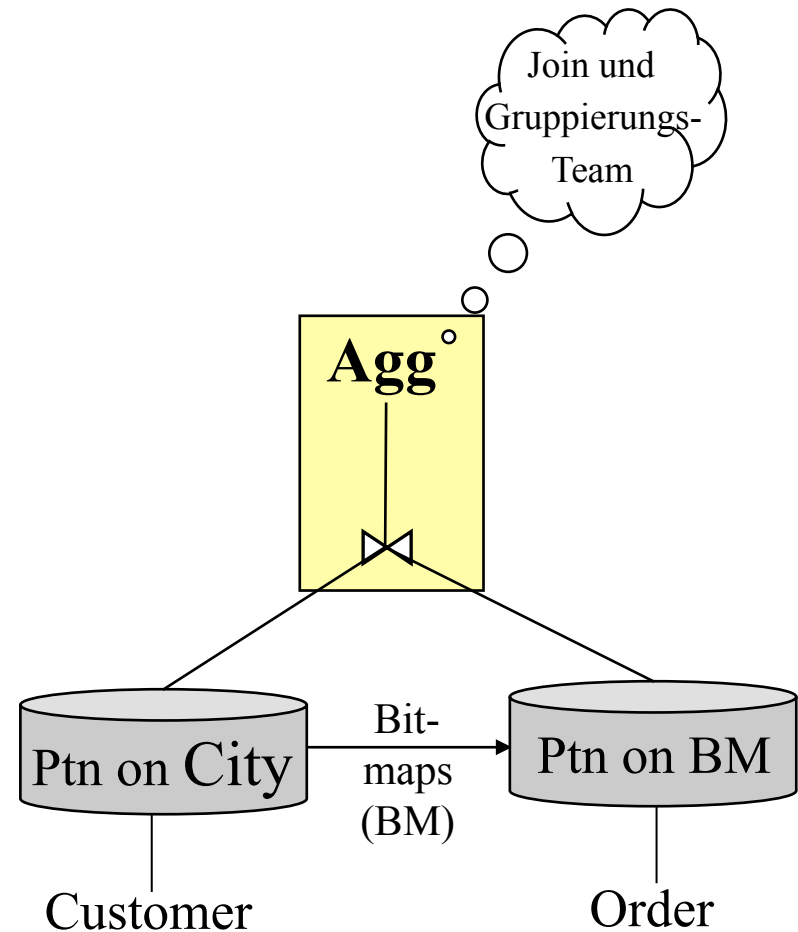 Join und
Gruppierungs-
Team
Agg
Ptn on City
Bit-
maps
(BM)
Ptn on BM
Customer
Order